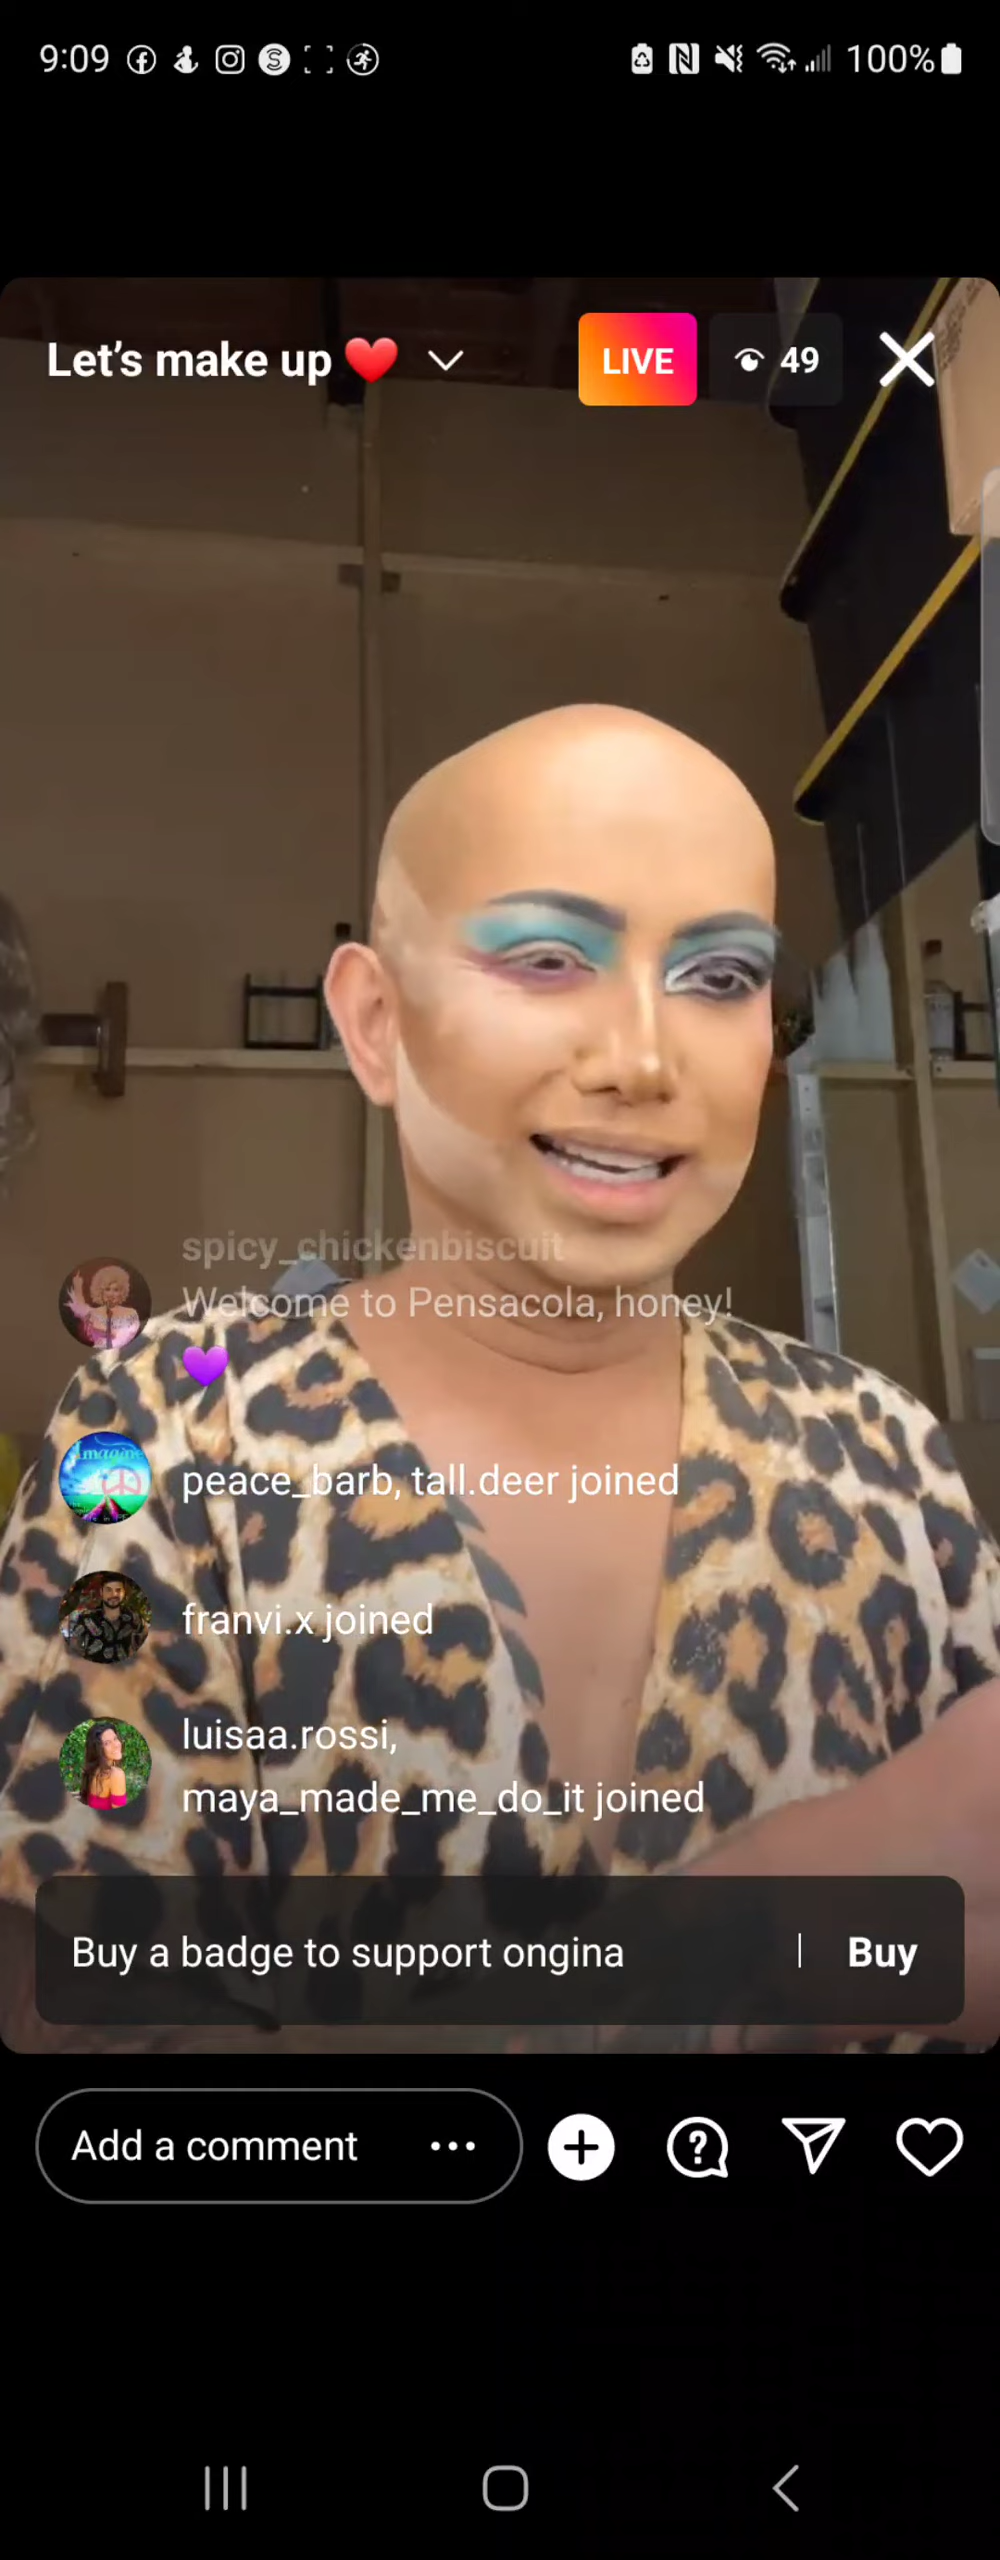 9:09 100%
Let's make up ❤️ LIVE 49
spicy_chickenbiscuit
Welcome to Pensacola, honey!
💜
Imagine
peace_barb, tall.deer joined
franvi.x joined
luisaa.rossi,
maya_made_me_do_it joined
Buy a badge to support ongina | Buy
Add a comment